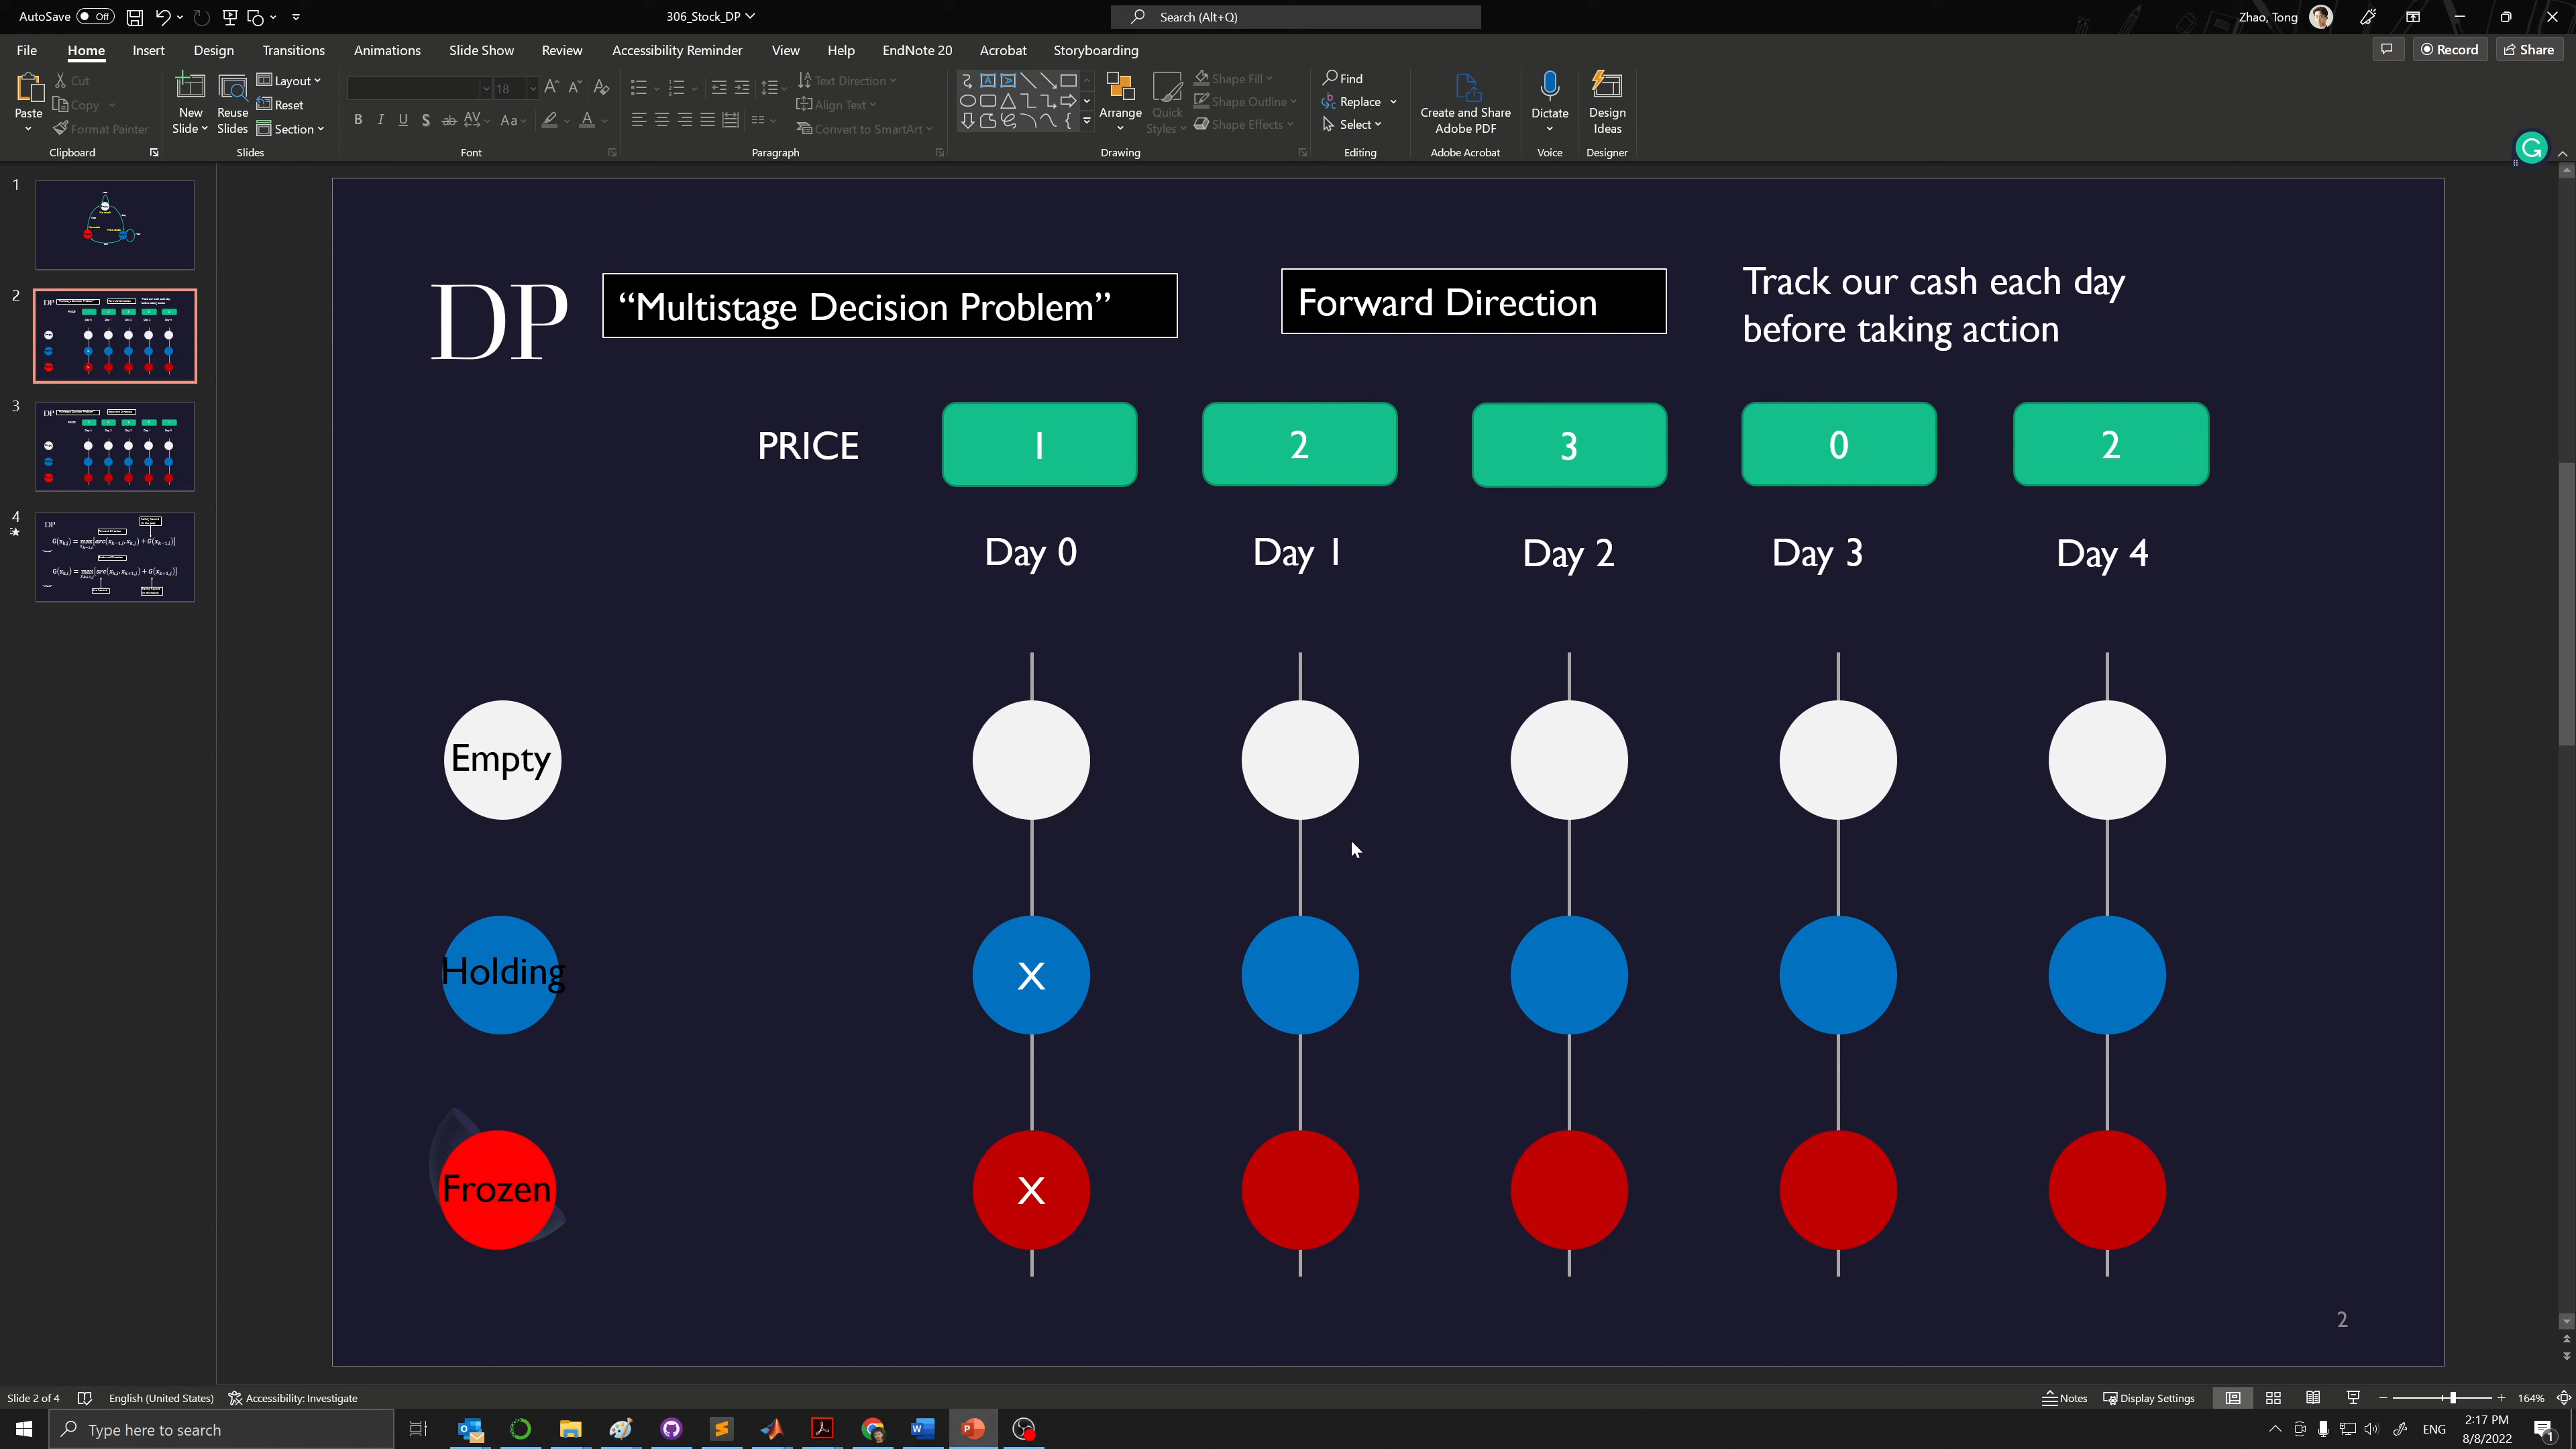 AutoSave Off
306_Stock_DP
Search (Alt+Q)
Zhao, Tong
File Home Insert Design Transitions Animations Slide Show Review Accessibility Reminder View Help EndNote 20 Acrobat Storyboarding
Record Share
Paste
Cut
Copy
Format Painter
Clipboard
New Slide
Reuse Slides
Layout
Reset
Section
Slides
18
Font
Text Direction
Align Text
Convert to SmartArt
Paragraph
Arrange
Quick Styles
Shape Fill
Shape Outline
Shape Effects
Drawing
Find
Replace
Select
Editing
Create and Share
Adobe PDF
Adobe Acrobat
Dictate
Voice
Design
Ideas
Designer
1
2
3
4
DP
“Multistage Decision Problem”
Forward Direction
Track our cash each day
before taking action
PRICE 1 2 3 0 2
Day 0 Day 1 Day 2 Day 3 Day 4
Empty
Holding X
Frozen X
2
Slide 2 of 4 English (United States) Accessibility: Investigate
Notes Display Settings 164%
Type here to search
ENG
2:17 PM
8/8/2022
1